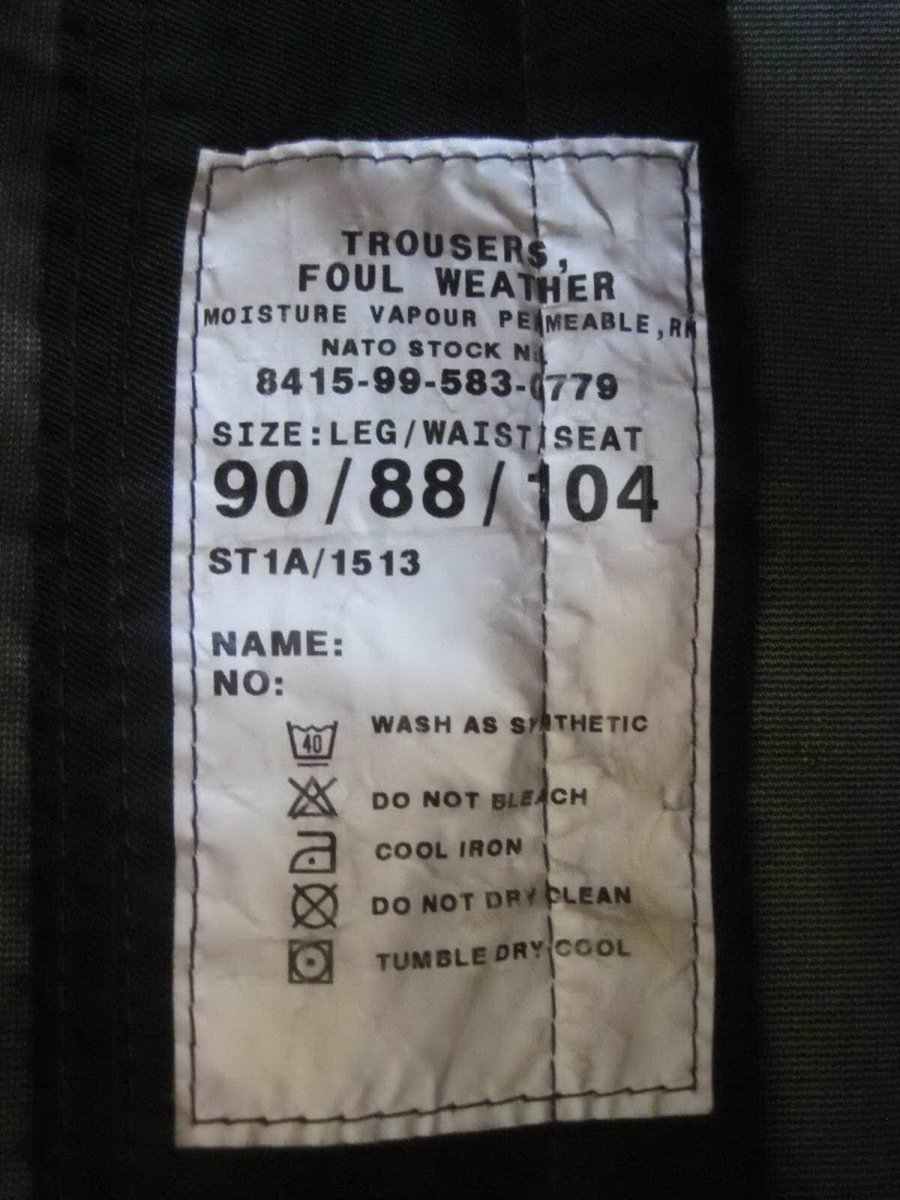 TROUSERS,
FOUL WEATHER
MOISTURE VAPOUR PERMEABLE,RN
NATO STOCK No.
8415-99-583-0779
SIZE:LEG/WAIST/SEAT
90/88/104
ST1A/1513
NAME:
NO:
40 WASH AS SYNTHETIC
DO NOT BLEACH
COOL IRON
DO NOT DRY CLEAN
TUMBLE DRY COOL